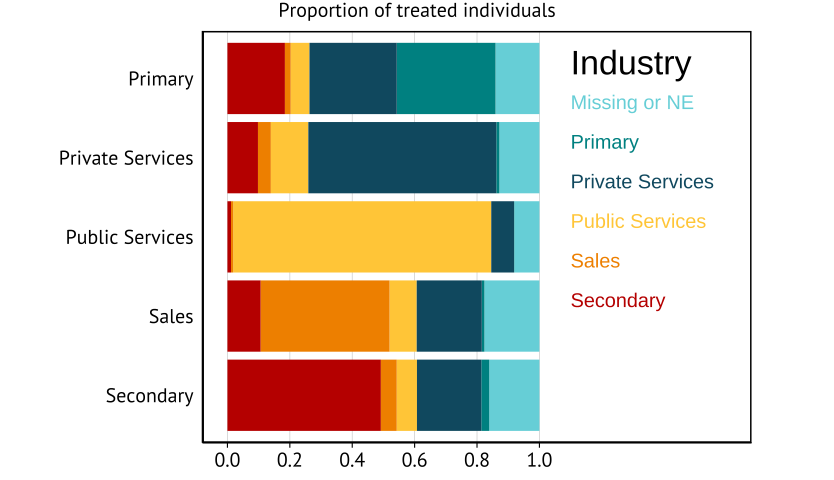 Proportion of treated individuals
Primary
Private Services
Public Services
Sales
Secondary
0.0 0.2 0.4 0.6 0.8 1.0
Industry
Missing or NE
Primary
Private Services
Public Services
Sales
Secondary